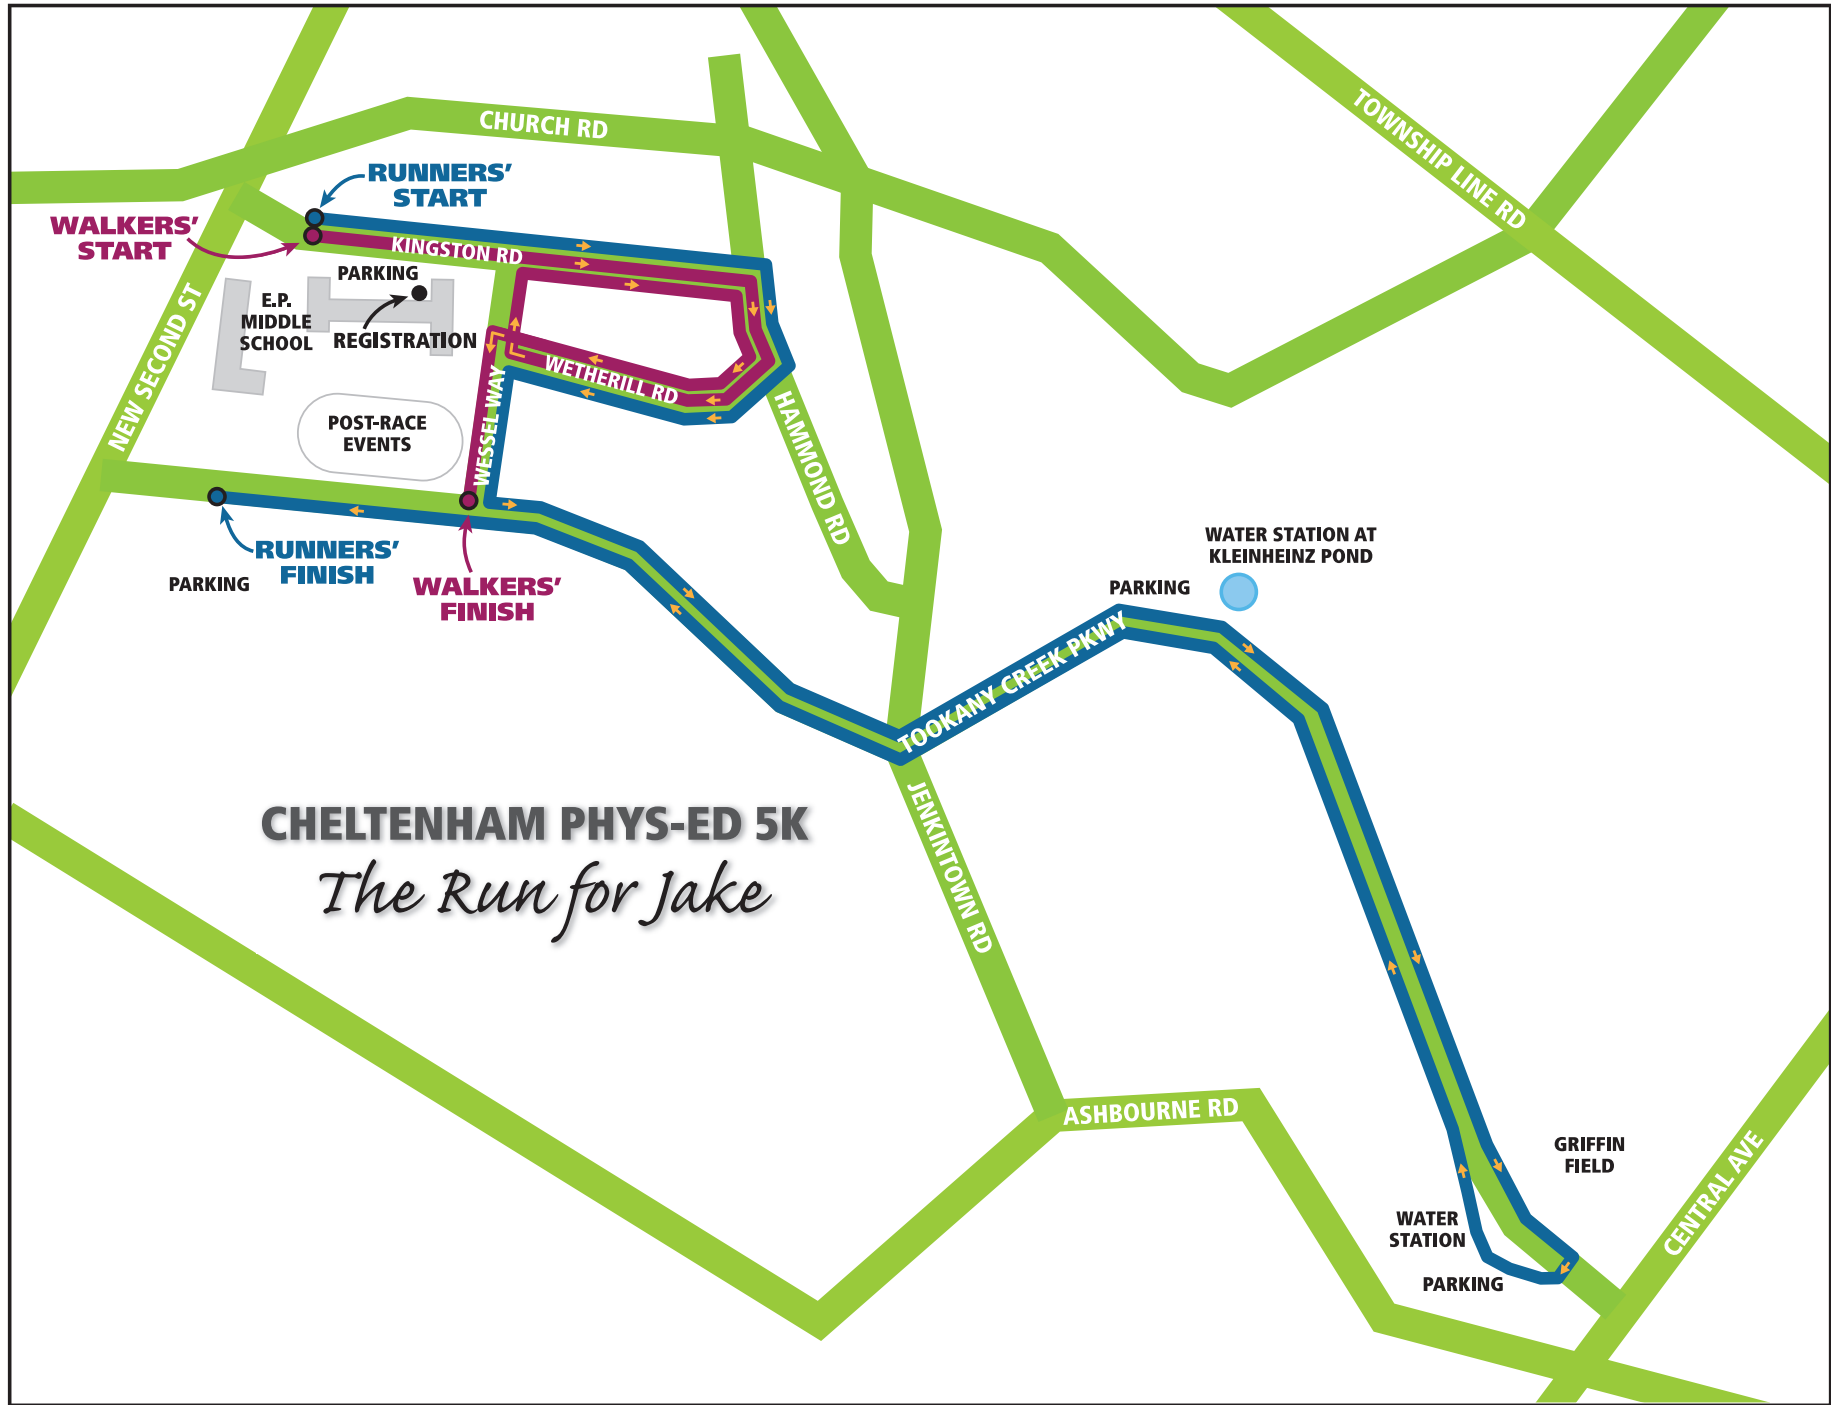 CHURCH RD
TOWNSHIP LINE RD
RUNNERS'
START
WALKERS'
START
KINGSTON RD
PARKING
E.P.
MIDDLE
SCHOOL
REGISTRATION
NEW SECOND ST
WETHERILL RD
WESSEL WAY
POST-RACE
EVENTS
HAMMOND RD
RUNNERS'
FINISH
PARKING
WALKERS'
FINISH
WATER STATION AT
KLEINHEINZ POND
PARKING
TOOKANY CREEK PKWY
CHELTENHAM PHYS-ED 5K
The Run for Jake
JENKINTOWN RD
ASHBOURNE RD
GRIFFIN
FIELD
CENTRAL AVE
WATER
STATION
PARKING